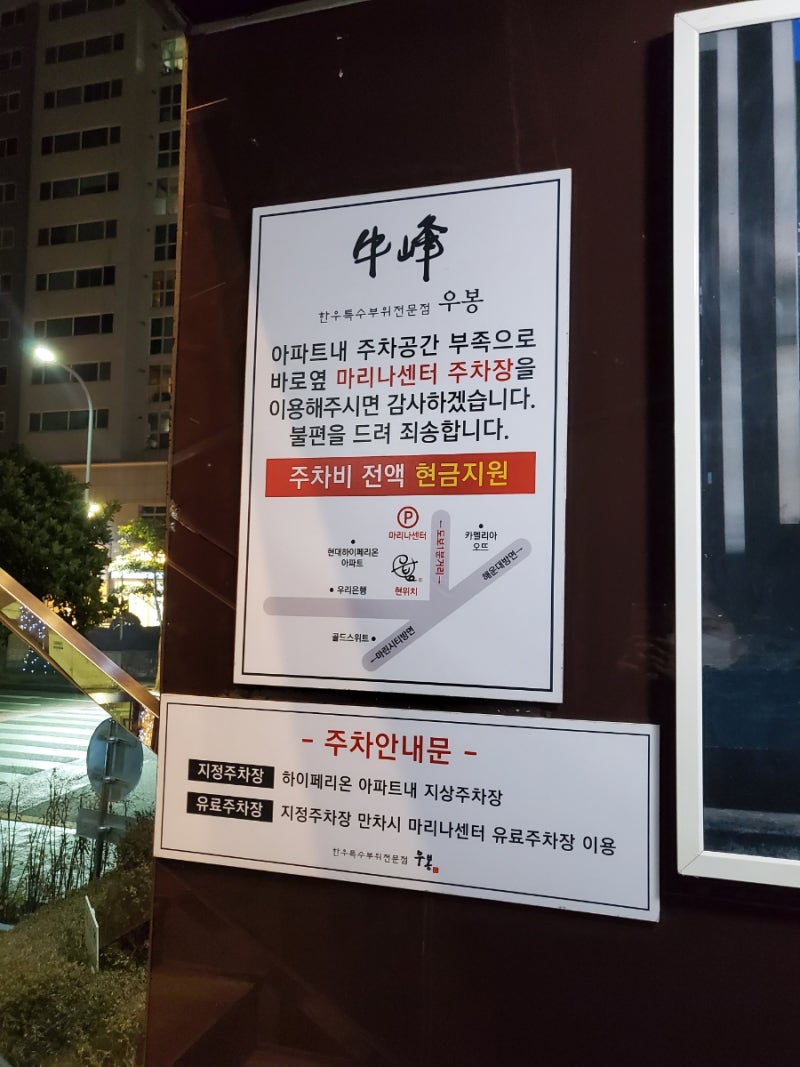 牛峰
한우특수부위전문점 우봉
아파트내 주차공간 부족으로
바로옆 마리나센터 주차장을
이용해주시면 감사하겠습니다.
불편을 드려 죄송합니다.
주차비 전액 현금지원
P
마리나센터
←도보1분거리→
카멜리아
오뜨
현대하이페리온
아파트
우봉
해운대방면→
우리은행
현위치
골드스위트
←마린시티방면
- 주차안내문 -
지정주차장 하이페리온 아파트내 지상주차장
유료주차장 지정주차장 만차시 마리나센터 유료주차장 이용
한우특수부위전문점 우봉